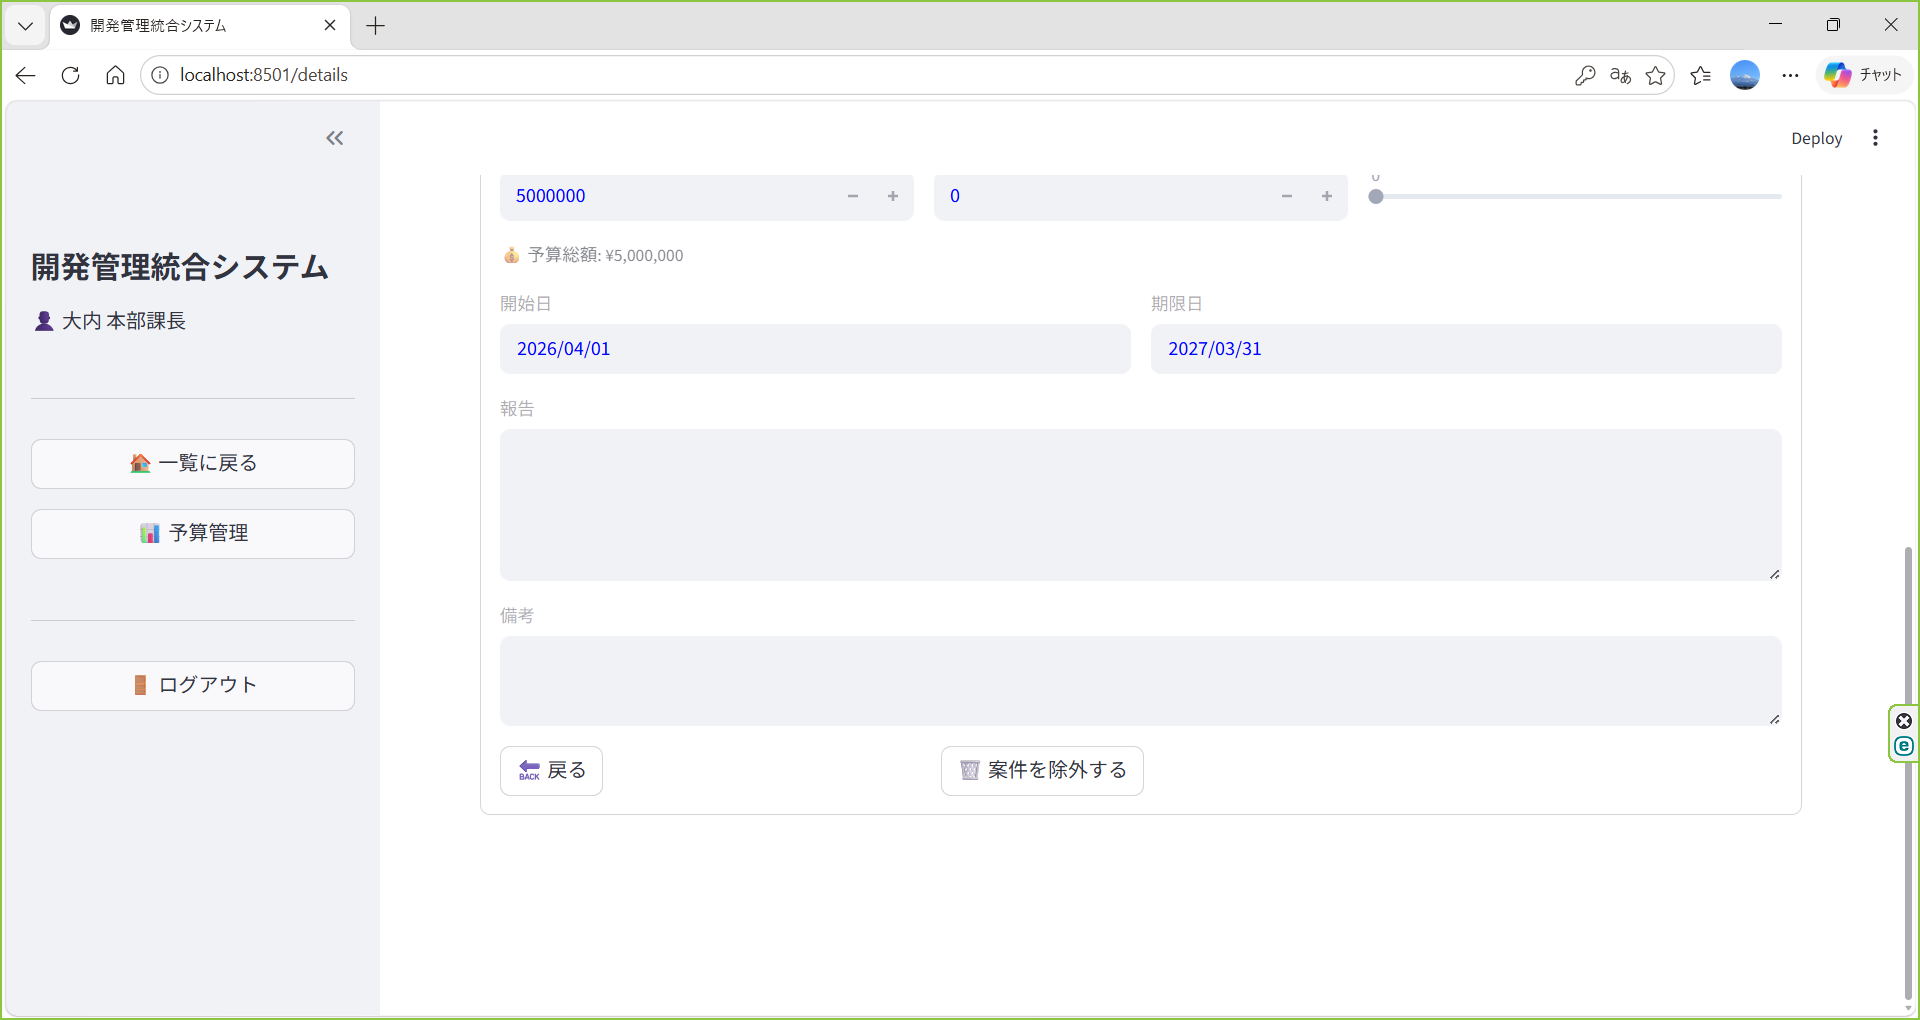 開発管理統合システム
localhost:8501/details
チャット
Deploy
開発管理統合システム
大内 本部課長
一覧に戻る
予算管理
ログアウト
5000000
0
0
予算総額: ¥5,000,000
開始日
期限日
2026/04/01
2027/03/31
報告
備考
BACK 戻る
案件を除外する